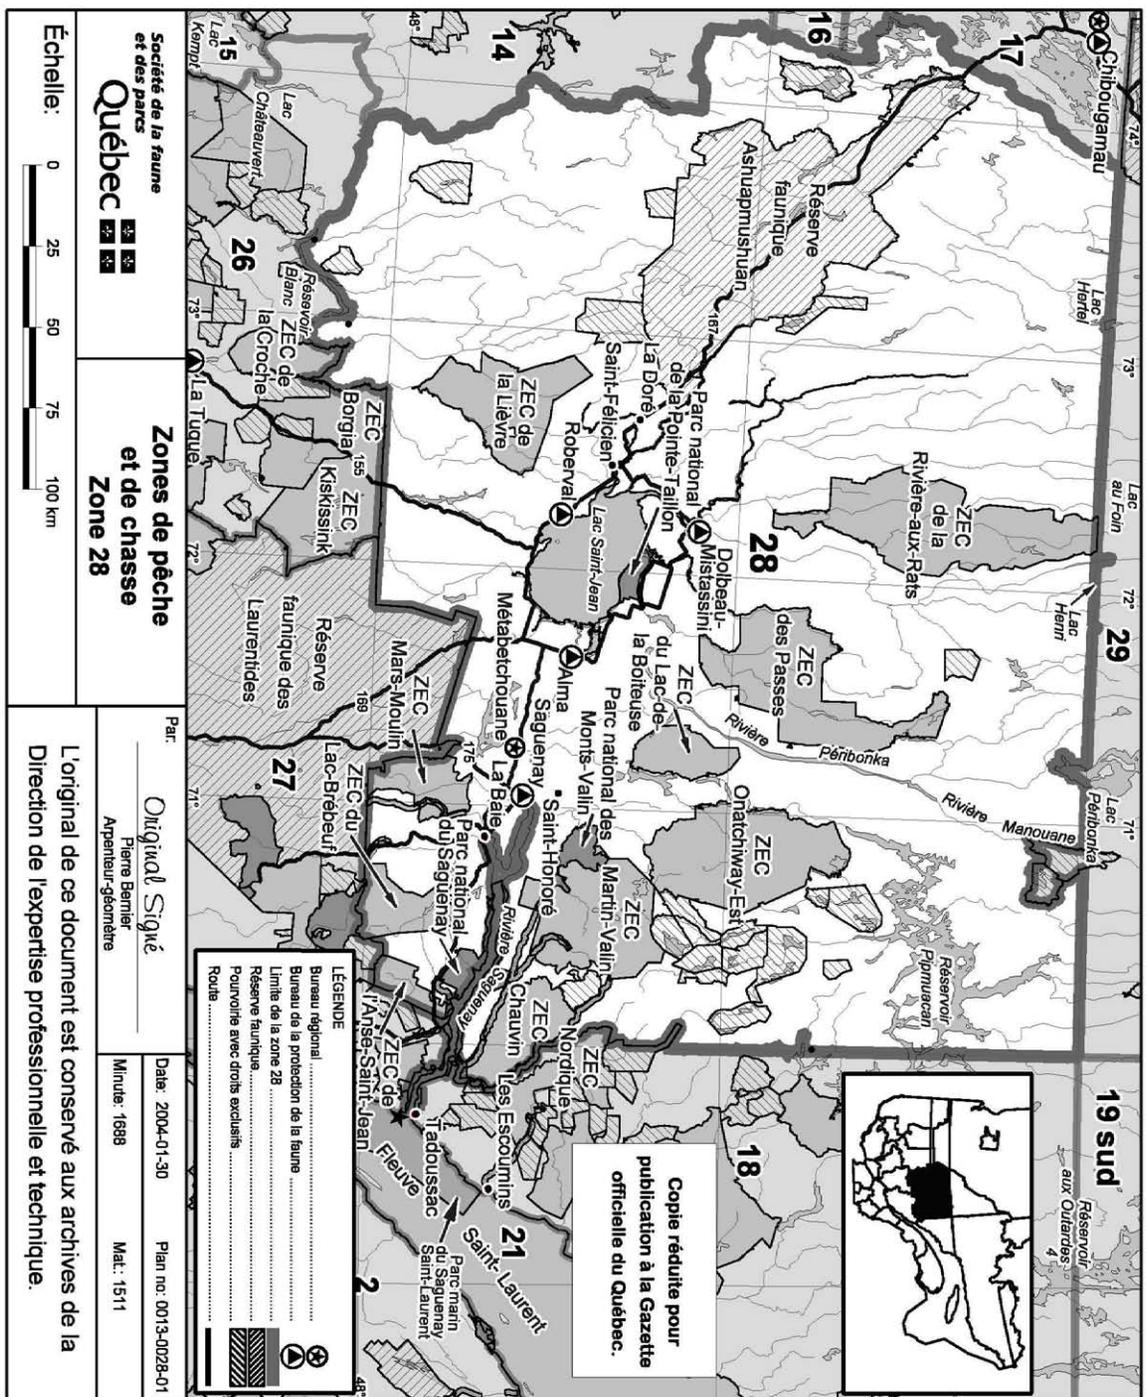 17
16
14
15
Chibougamau
74°
48°
Lac
Kempt
Lac
Châteauvert
Réserve
faunique
Ashuapmushuan
Lac
Hertel
73°
Lac
au Foin
72°
Lac
Henri
29
Lac
Péribonka
71°
19 sud
Réservoir
aux Outardes
4
26
Réservoir
Blanc
73°
ZEC de
la Croche
La Tuque
ZEC
Borgia
155
ZEC
Kiskissink
72°
ZEC de
la Lièvre
167
La Doré
Saint-Félicien
Parc national
de la Pointe-Taillon
Roberval
Lac Saint-Jean
Dolbeau-
Mistassini
28
ZEC
de la
Rivière-aux-Rats
ZEC
des Passes
ZEC
du Lac-de-
la Boiteuse
Rivière
Péribonka
Rivière
Manouane
Réservoir
Pipmuacan
ZEC
Onatchiway-Est
ZEC
Martin-Valin
Parc national des
Monts-Valin
Saint-Honoré
Alma
Métabetchouane
Saguenay
La Baie
175
169
Réserve
faunique des
Laurentides
ZEC
Mars-Moulin
27
71°
ZEC du
Lac-Brébeuf
Parc national
du Saguenay
Rivière Saguenay
ZEC
Chauvin
ZEC
Nordique
18
ZEC de
l'Anse-Saint-Jean
Les Escoumins
Tadoussac
21
Fleuve
Saint-Laurent
Parc marin
du Saguenay
Saint-Laurent
2
48°
Copie réduite pour
publication à la Gazette
officielle du Québec.
LÉGENDE
Bureau régional
Bureau de la protection de la faune
Limite de la zone 28
Réserve faunique
Pourvoirie avec droits exclusifs
Route
Société de la faune
et des parcs
Québec
Échelle:
0 25 50 75 100 km
Zones de pêche
et de chasse
Zone 28
Par:
Original Signé
Pierre Bernier
Arpenteur-géomètre
Date: 2004-01-30
Plan no: 0013-0028-01
Minute: 1688
Mat.: 1511
L'original de ce document est conservé aux archives de la
Direction de l'expertise professionnelle et technique.